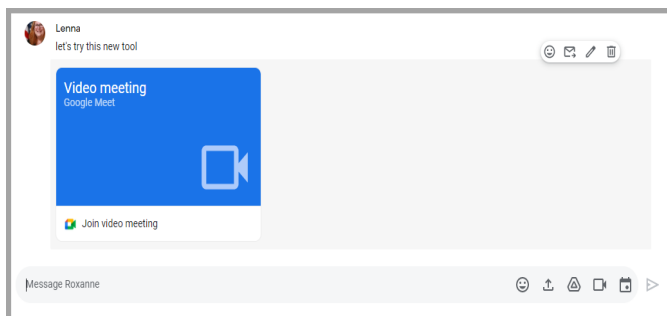 Lenna
let's try this new tool
Video meeting
Google Meet
Join video meeting
Message Roxanne